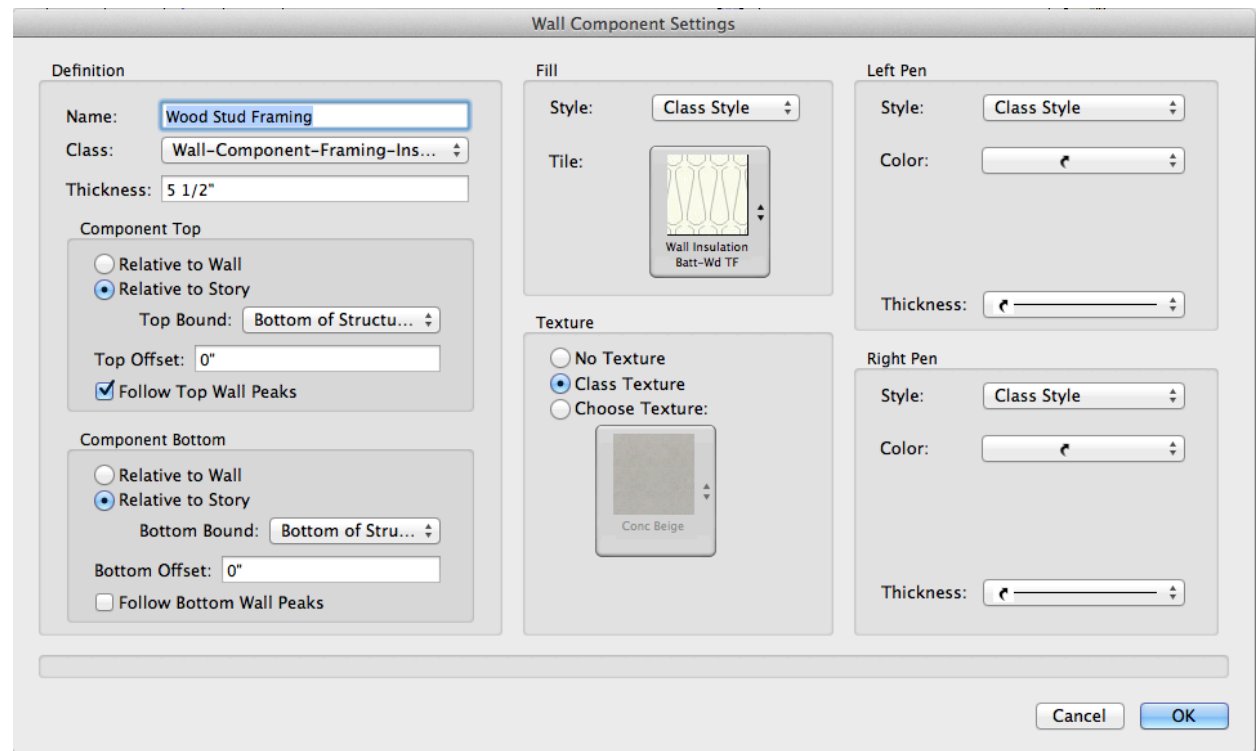 Wall Component Settings
Definition
Name: Wood Stud Framing
Class: Wall-Component-Framing-Ins...
Thickness: 5 1/2"
Component Top
Relative to Wall
Relative to Story
Top Bound: Bottom of Structu...
Top Offset: 0"
Follow Top Wall Peaks
Component Bottom
Relative to Wall
Relative to Story
Bottom Bound: Bottom of Stru...
Bottom Offset: 0"
Follow Bottom Wall Peaks
Fill
Style: Class Style
Tile:
Wall Insulation
Batt-Wd TF
Texture
No Texture
Class Texture
Choose Texture:
Conc Beige
Left Pen
Style: Class Style
Color:
Thickness:
Right Pen
Style: Class Style
Color:
Thickness:
Cancel OK